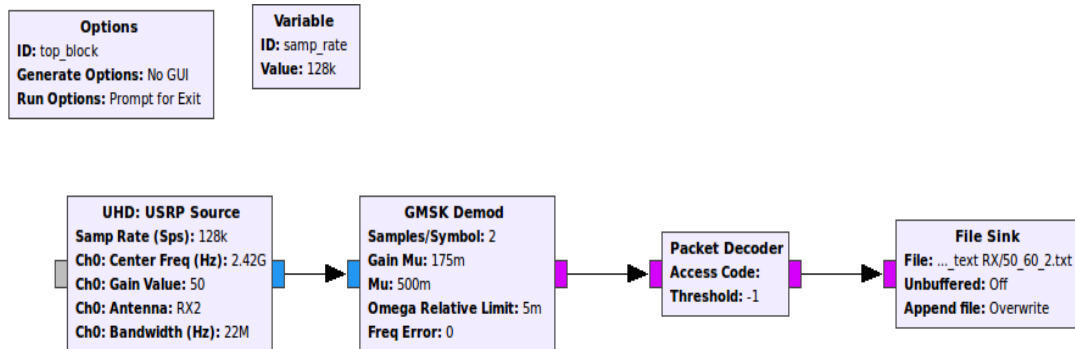 Options
ID: top_block
Generate Options: No GUI
Run Options: Prompt for Exit
Variable
ID: samp_rate
Value: 128k
UHD: USRP Source
Samp Rate (Sps): 128k
Ch0: Center Freq (Hz): 2.42G
Ch0: Gain Value: 50
Ch0: Antenna: RX2
Ch0: Bandwidth (Hz): 22M
GMSK Demod
Samples/Symbol: 2
Gain Mu: 175m
Mu: 500m
Omega Relative Limit: 5m
Freq Error: 0
Packet Decoder
Access Code:
Threshold: -1
File Sink
File: ..._text RX/50_60_2.txt
Unbuffered: Off
Append file: Overwrite